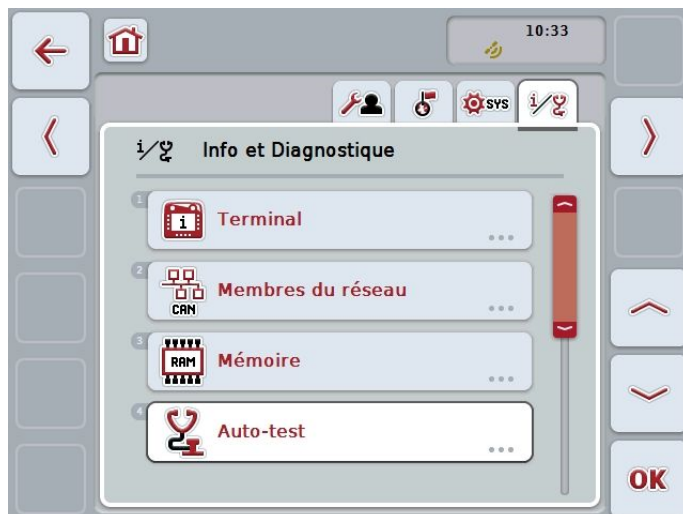 10:33
SYS
i
i Info et Diagnostique
1
i
Terminal
2
CAN
Membres du réseau
3
RAM
Mémoire
4
Auto-test
OK